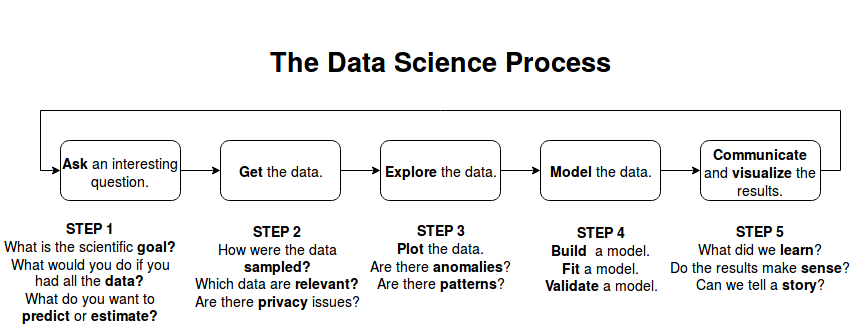 The Data Science Process
Ask an interesting
question.
Get the data.
Explore the data.
Model the data.
Communicate
and visualize the
results.
STEP 1
What is the scientific goal?
What would you do if you
had all the data?
What do you want to
predict or estimate?
STEP 2
How were the data
sampled?
Which data are relevant?
Are there privacy issues?
STEP 3
Plot the data.
Are there anomalies?
Are there patterns?
STEP 4
Build a model.
Fit a model.
Validate a model.
STEP 5
What did we learn?
Do the results make sense?
Can we tell a story?